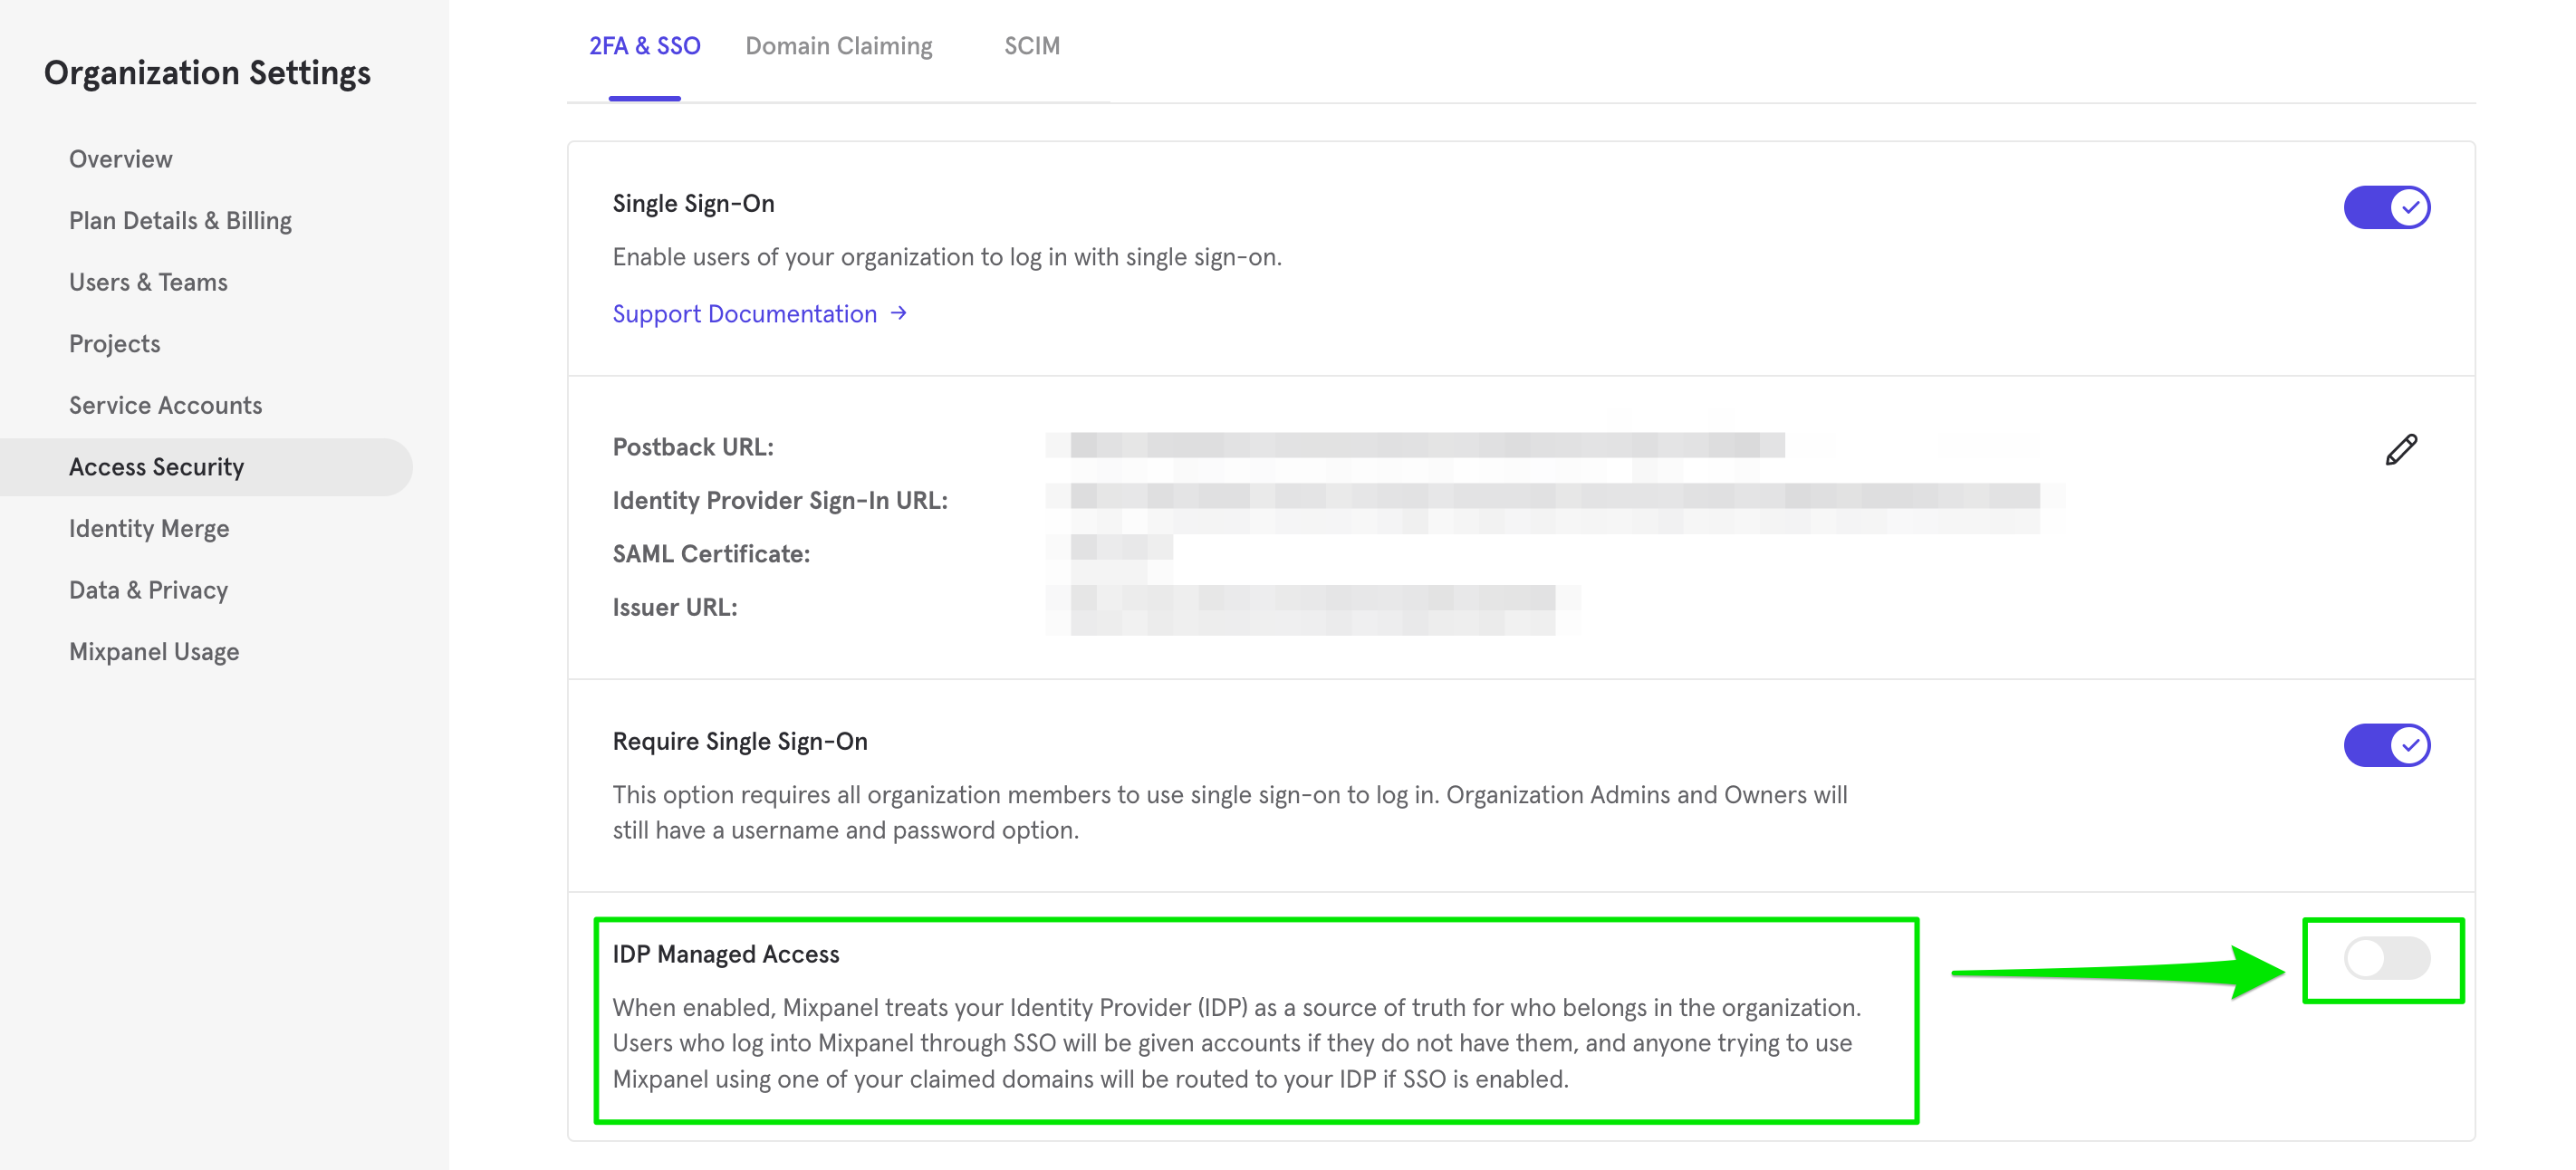 Organization Settings
Overview
Plan Details & Billing
Users & Teams
Projects
Service Accounts
Access Security
Identity Merge
Data & Privacy
Mixpanel Usage
2FA & SSO
Domain Claiming
SCIM
Single Sign-On
Enable users of your organization to log in with single sign-on.
Support Documentation →
Postback URL:
Identity Provider Sign-In URL:
SAML Certificate:
Issuer URL:
Require Single Sign-On
This option requires all organization members to use single sign-on to log in. Organization Admins and Owners will
still have a username and password option.
IDP Managed Access
When enabled, Mixpanel treats your Identity Provider (IDP) as a source of truth for who belongs in the organization.
Users who log into Mixpanel through SSO will be given accounts if they do not have them, and anyone trying to use
Mixpanel using one of your claimed domains will be routed to your IDP if SSO is enabled.